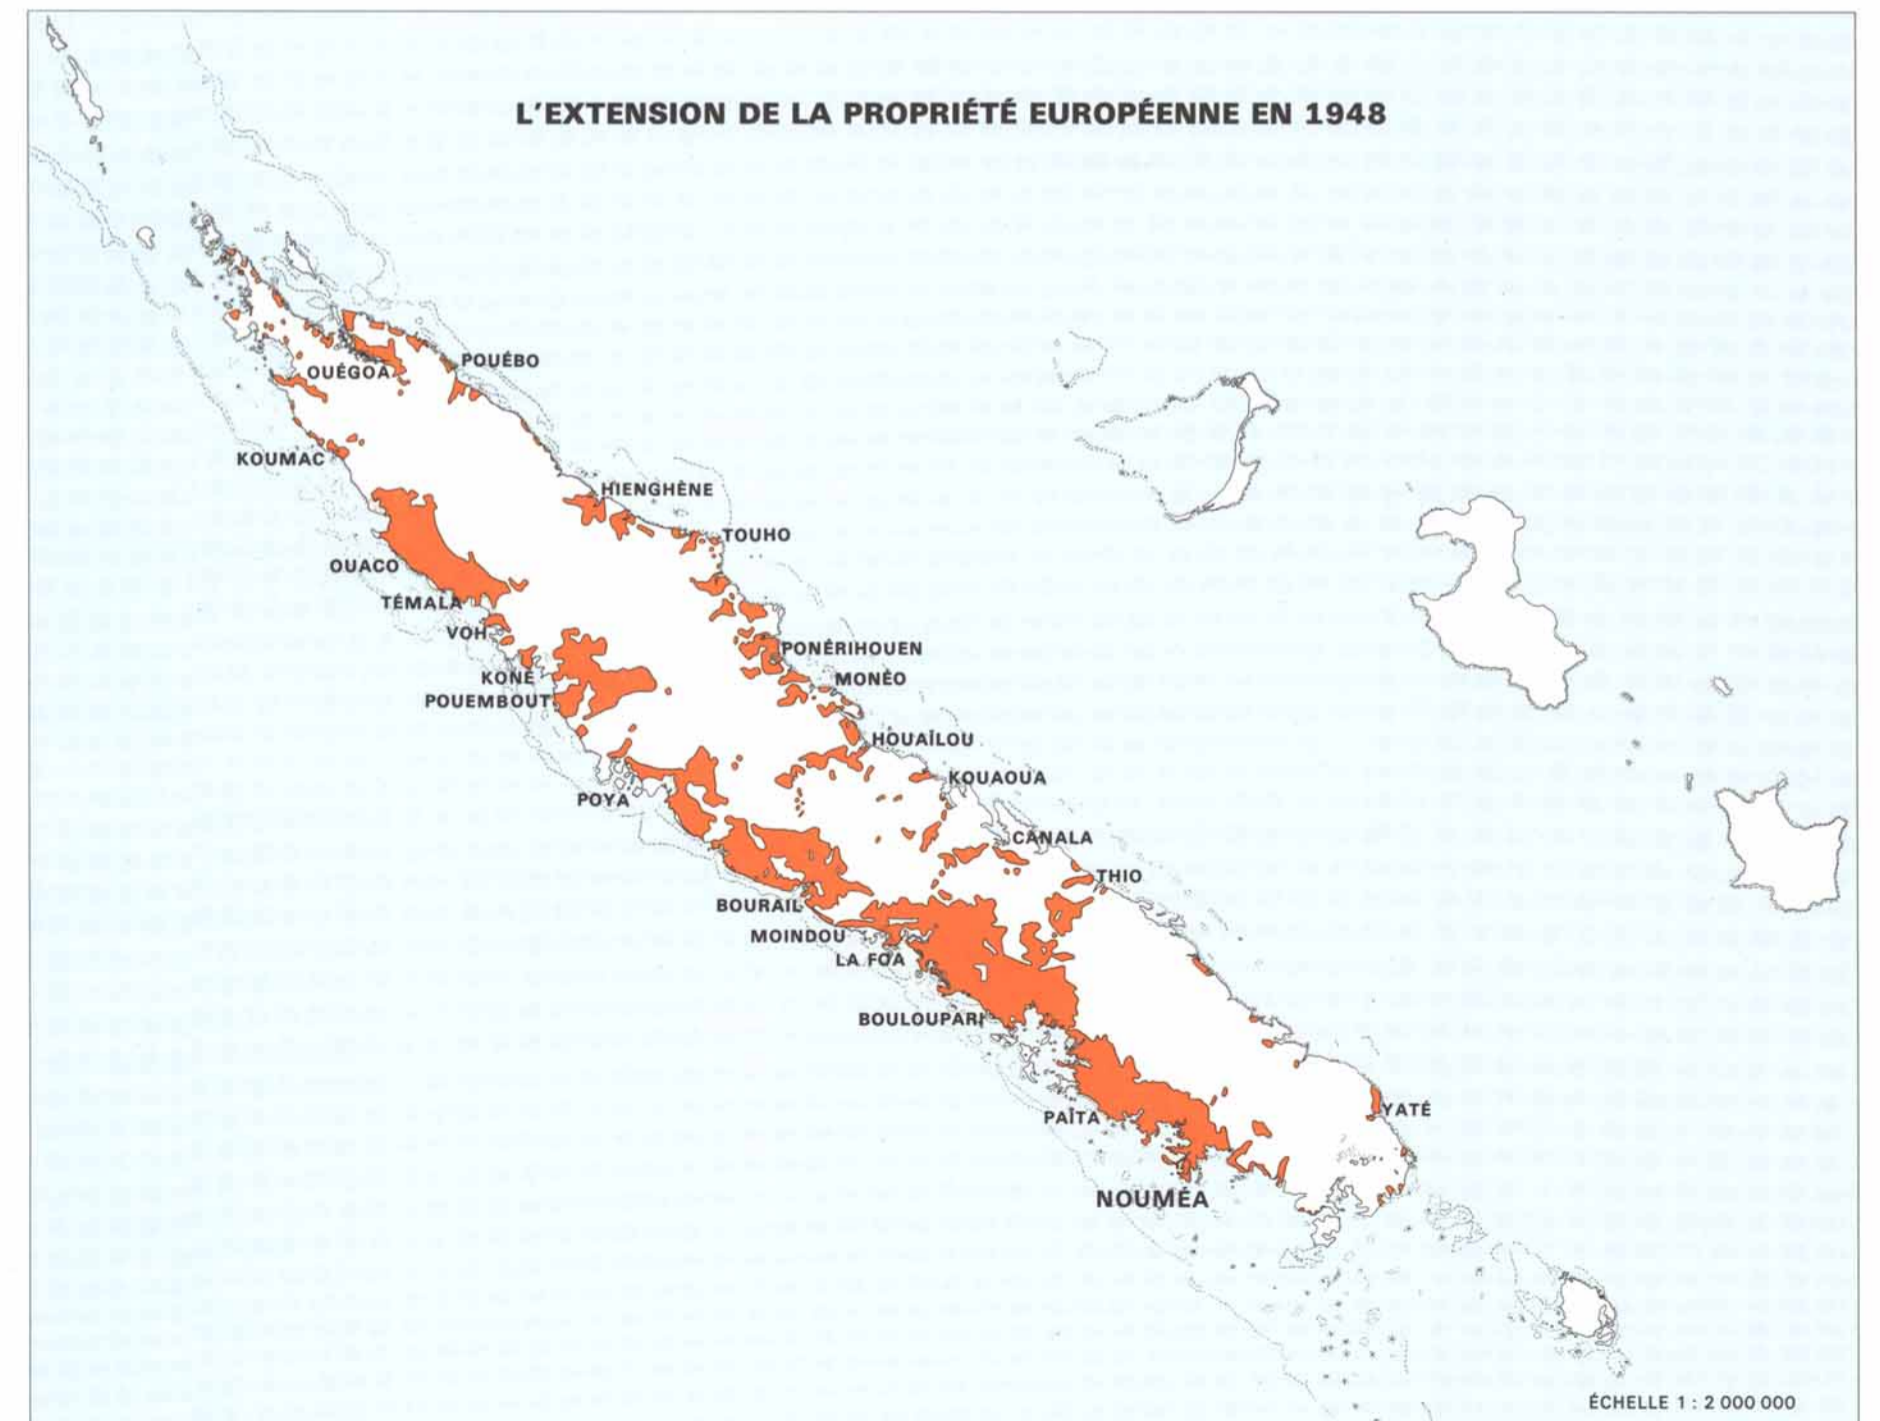 L'EXTENSION DE LA PROPRIÉTÉ EUROPÉENNE EN 1948
POUÉBO
OUÉGOA
KOUMAC
HIENGHÈNE
TOUHO
OUACO
TÉMALA
VOH
PONÉRIHOUEN
KONÉ
MONÉO
POUEMBOUT
HOUAÏLOU
KOUAOUA
POYA
CANALA
THIO
BOURAIL
MOINDOU
LA FOA
BOULOUPARI
YATÉ
PAÏTA
NOUMÉA
ÉCHELLE 1 : 2 000 000